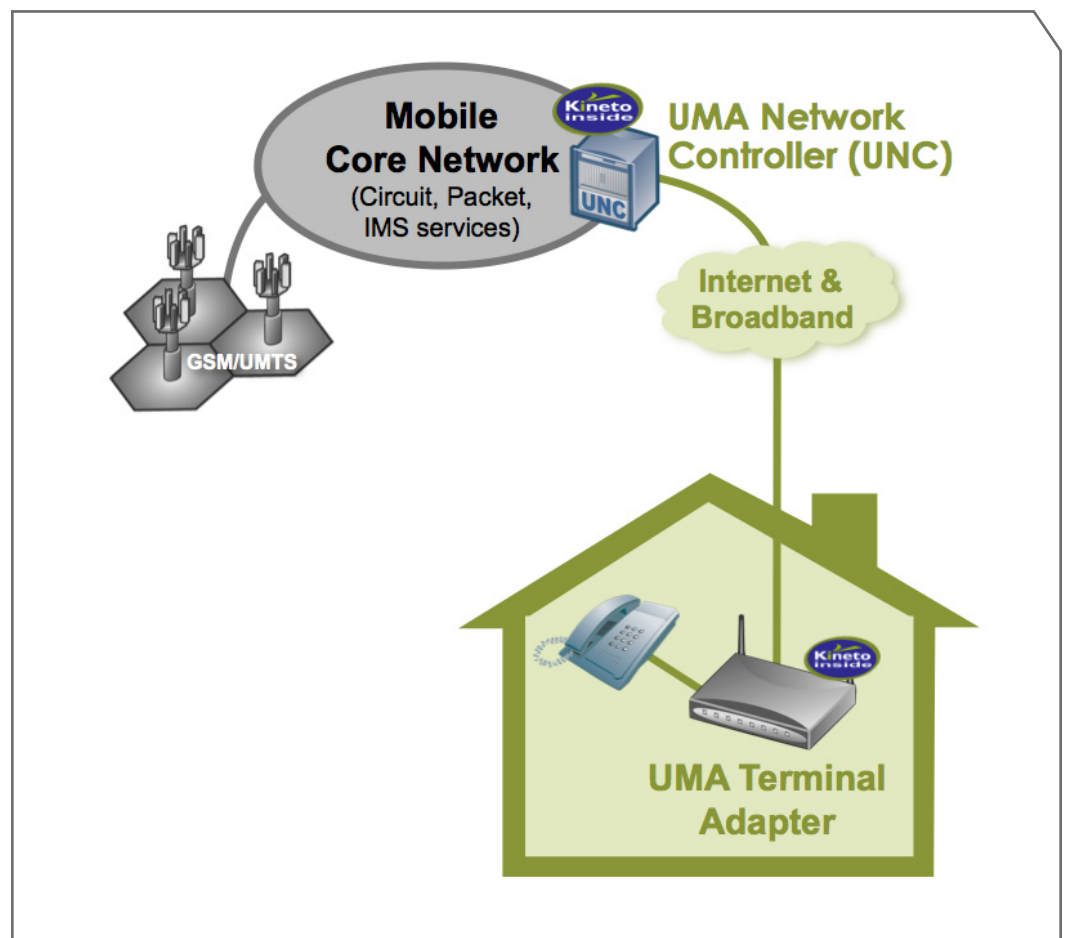 Mobile
Core Network
(Circuit, Packet,
IMS services)
Kineto
inside
UNC
UMA Network
Controller (UNC)
Internet &
Broadband
GSM/UMTS
Kineto
inside
UMA Terminal
Adapter